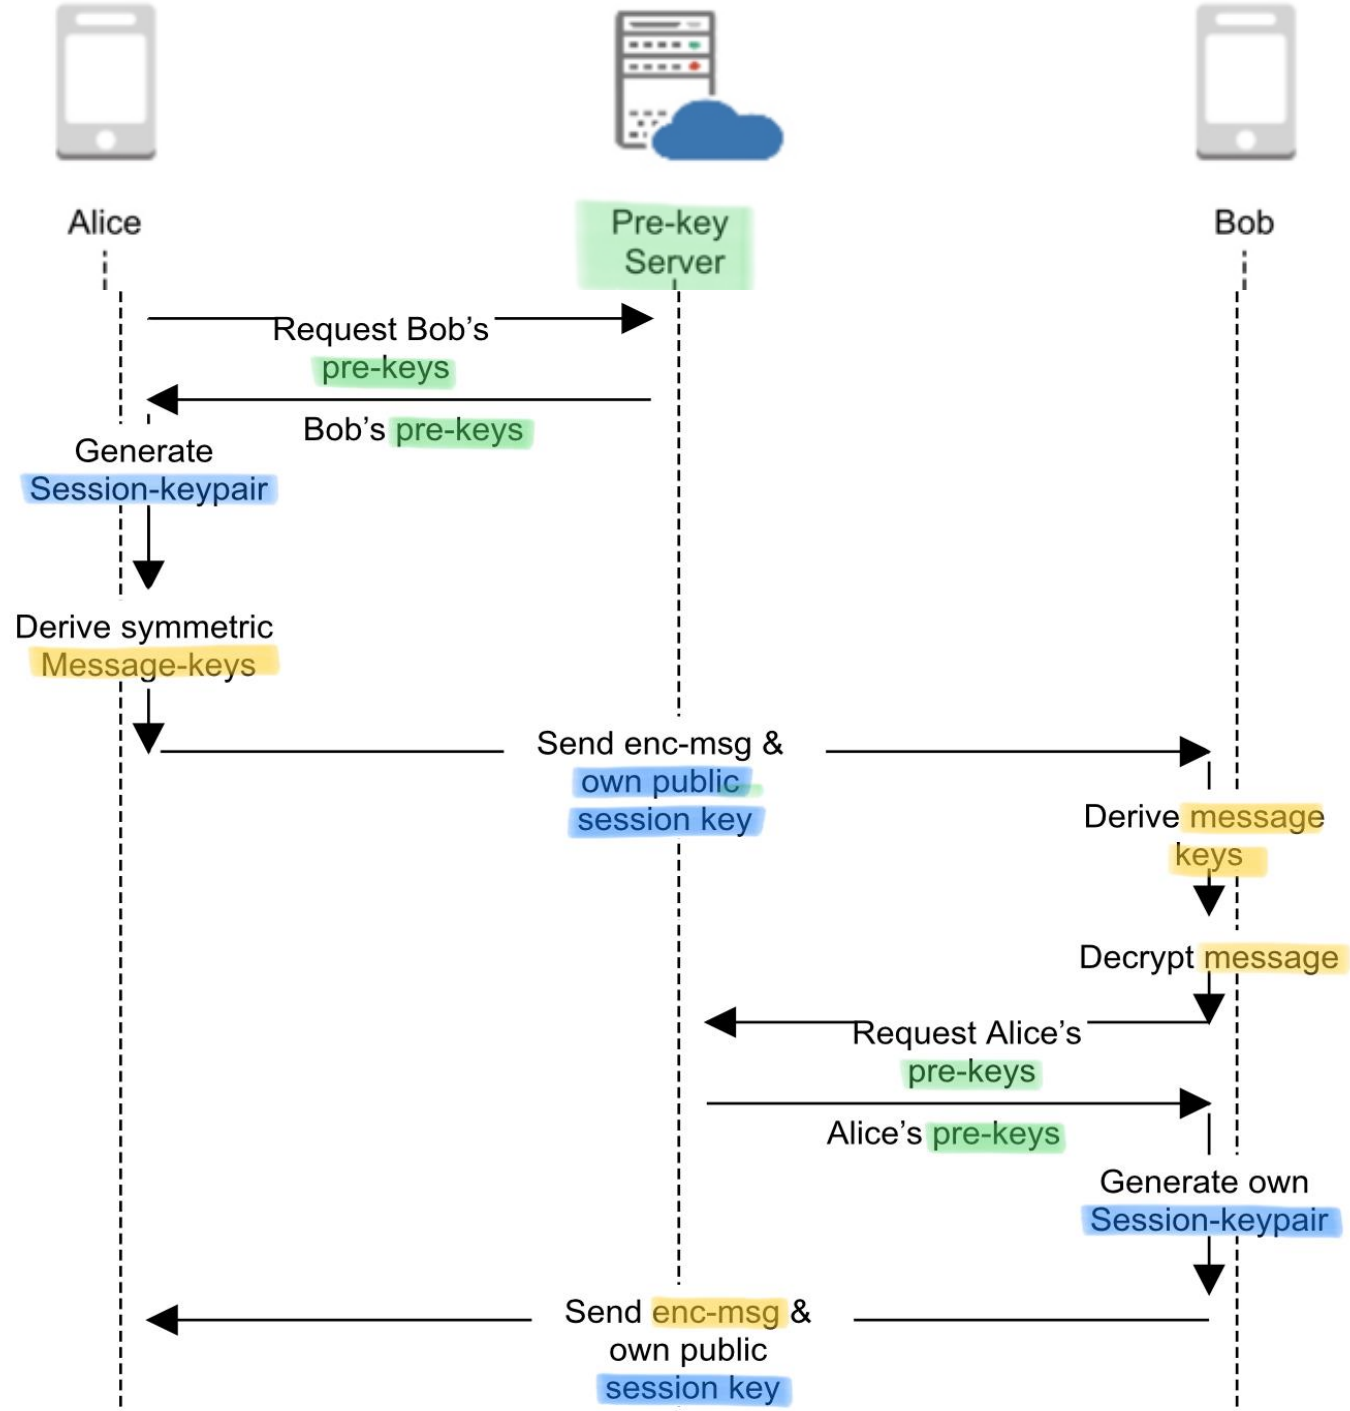 Alice
Pre-key
Server
Bob
Request Bob's
pre-keys
Bob's pre-keys
Generate
Session-keypair
Derive symmetric
Message-keys
Send enc-msg &
own public
session key
Derive message
keys
Decrypt message
Request Alice's
pre-keys
Alice's pre-keys
Generate own
Session-keypair
Send enc-msg &
own public
session key